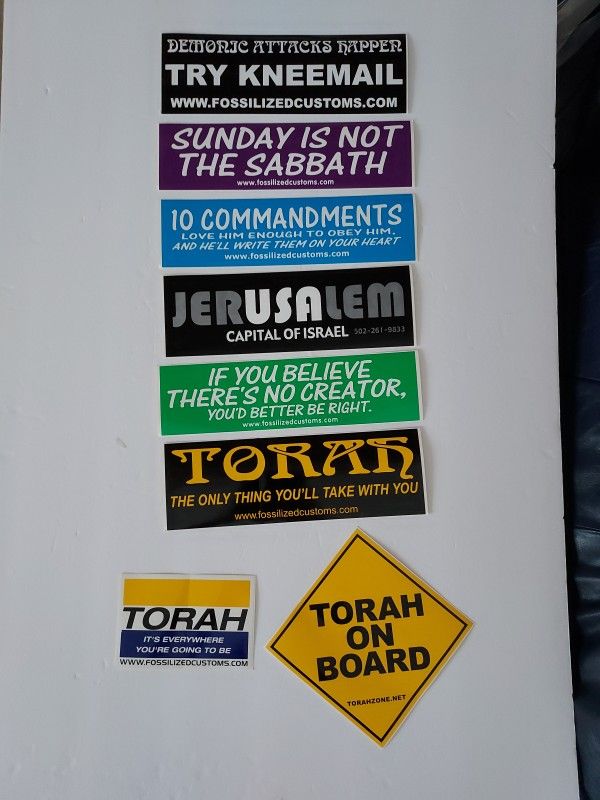 DEMONIC ATTACKS HAPPEN
TRY KNEEMAIL
WWW.FOSSILIZEDCUSTOMS.COM
SUNDAY IS NOT
THE SABBATH
www.fossilizedcustoms.com
10 COMMANDMENTS
LOVE HIM ENOUGH TO OBEY HIM,
AND HE'LL WRITE THEM ON YOUR HEART
www.fossilizedcustoms.com
JERUSALEM
CAPITAL OF ISRAEL 502-261-9833
IF YOU BELIEVE
THERE'S NO CREATOR,
YOU'D BETTER BE RIGHT.
www.fossilizedcustoms.com
TORAH
THE ONLY THING YOU'LL TAKE WITH YOU
www.fossilizedcustoms.com
TORAH
IT'S EVERYWHERE
YOU'RE GOING TO BE
WWW.FOSSILIZEDCUSTOMS.COM
TORAH
ON
BOARD
TORAHZONE.NET